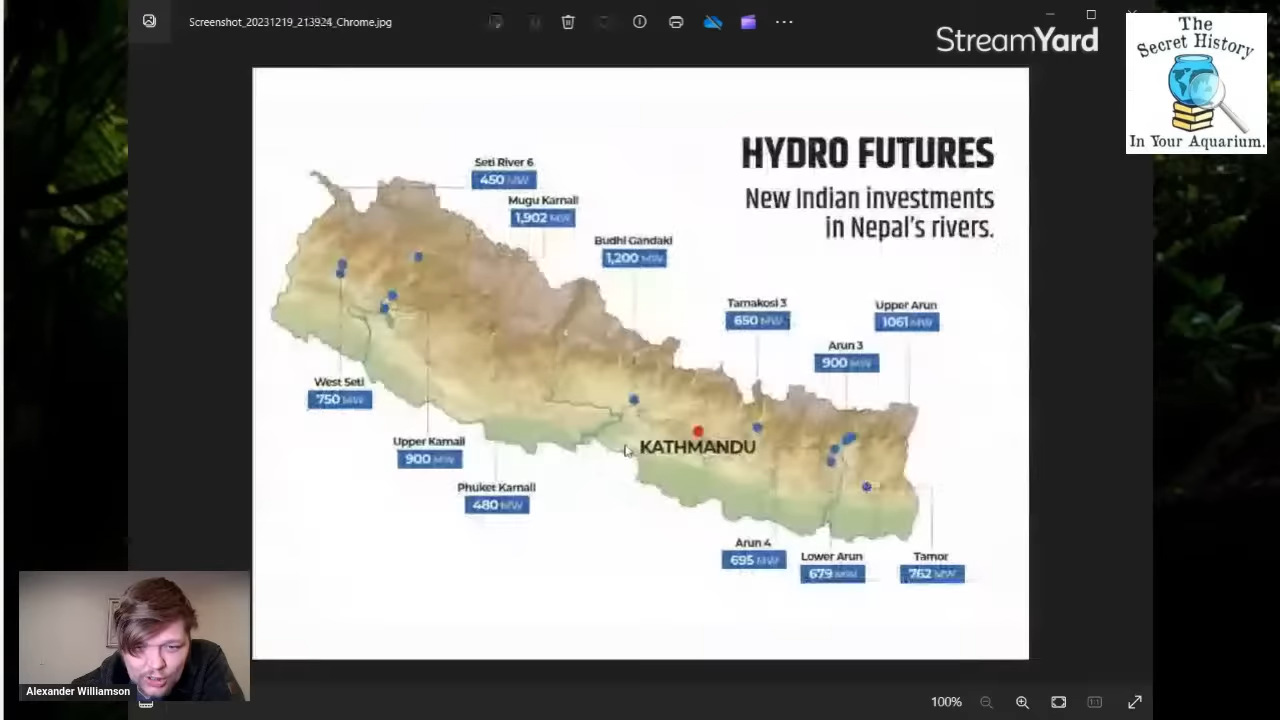 Screenshot_20231219_213924_Chrome.jpg
StreamYard
The
Secret History
In Your Aquarium.
HYDRO FUTURES
New Indian investments
in Nepal's rivers.
Seti River 6
450 MW
Mugu Karnali
1,902 MW
Budhi Gandaki
1,200 MW
Tamakosi 3
650 MW
Upper Arun
1061 MW
Arun 3
900 MW
West Seti
750 MW
Upper Karnali
900 MW
KATHMANDU
Phuket Karnali
480 MW
Arun 4
695 MW
Lower Arun
679 MW
Tamor
762 MW
Alexander Williamson
100%
1:1